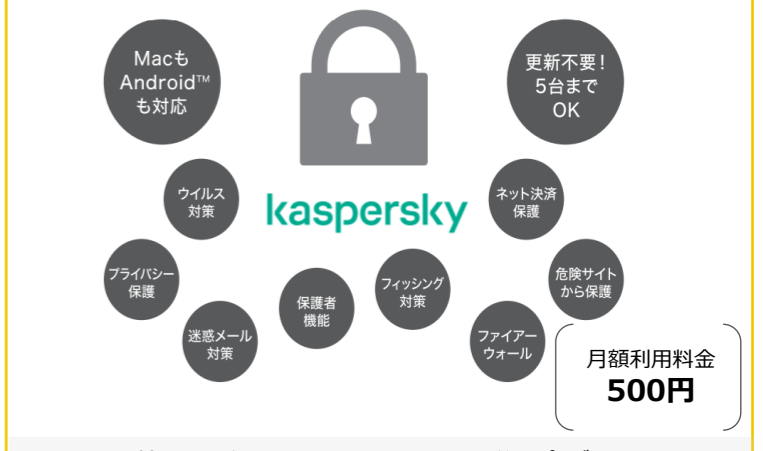 Macも
Android™
も対応
更新不要！
5台まで
OK
kaspersky
ウイルス
対策
ネット決済
保護
プライバシー
保護
保護者
機能
フィッシング
対策
危険サイト
から保護
迷惑メール
対策
ファイアー
ウォール
月額利用料金
500円